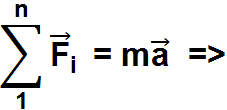 n
∑ F⃗ᵢ = ma⃗ =>
1